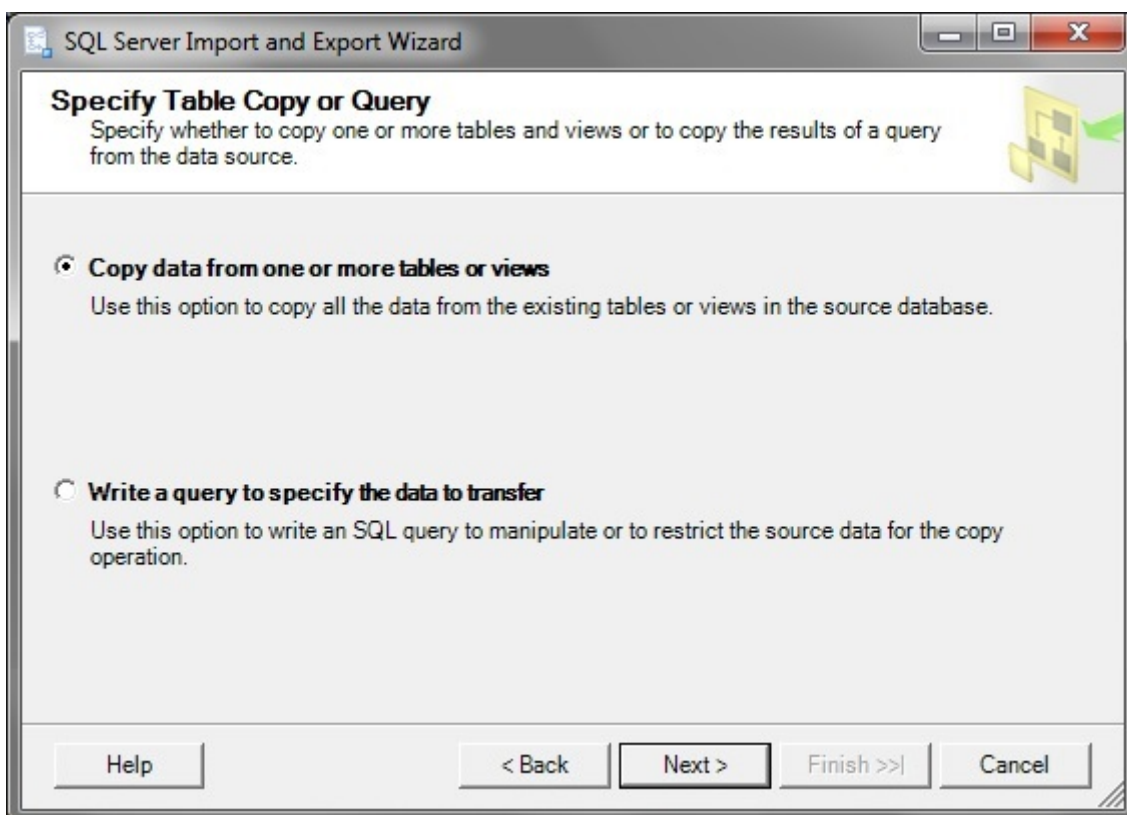 SQL Server Import and Export Wizard
Specify Table Copy or Query
Specify whether to copy one or more tables and views or to copy the results of a query
from the data source.
Copy data from one or more tables or views
Use this option to copy all the data from the existing tables or views in the source database.
Write a query to specify the data to transfer
Use this option to write an SQL query to manipulate or to restrict the source data for the copy
operation.
Help
< Back
Next >
Finish >>|
Cancel